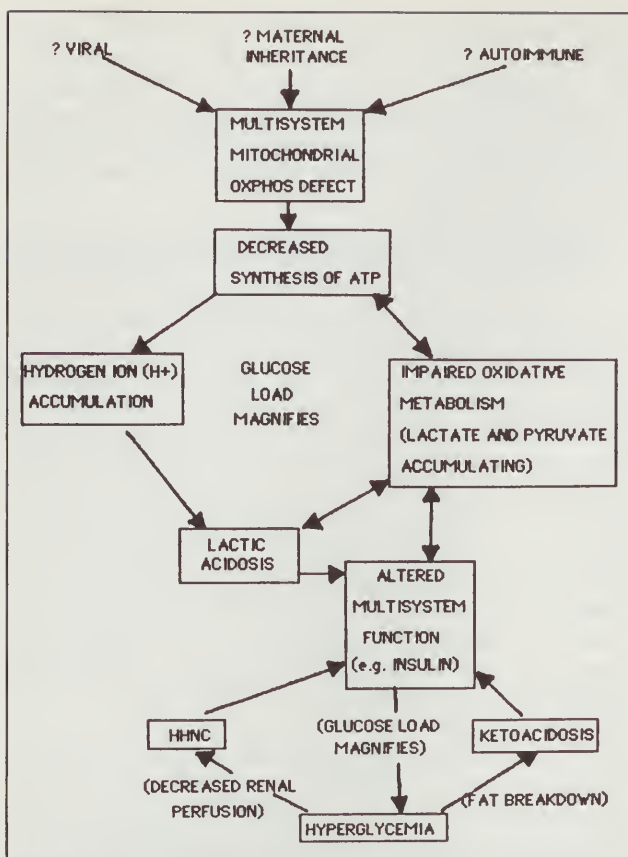 ? VIRAL
? MATERNAL
INHERITANCE
? AUTOIMMUNE
MULTISYSTEM
MITOCHONDRIAL
OXPHOS DEFECT
DECREASED
SYNTHESIS OF ATP
HYDROGEN ION (H+)
ACCUMULATION
GLUCOSE
LOAD
MAGNIFIES
IMPAIRED OXIDATIVE
METABOLISM
(LACTATE AND PYRUVATE
ACCUMULATING)
LACTIC
ACIDOSIS
ALTERED
MULTISYSTEM
FUNCTION
(e.g. INSULIN)
HHNC
(GLUCOSE LOAD
MAGNIFIES)
KETOACIDOSIS
(DECREASED RENAL
PERFUSION)
(FAT BREAKDOWN)
HYPERGLYCEMIA